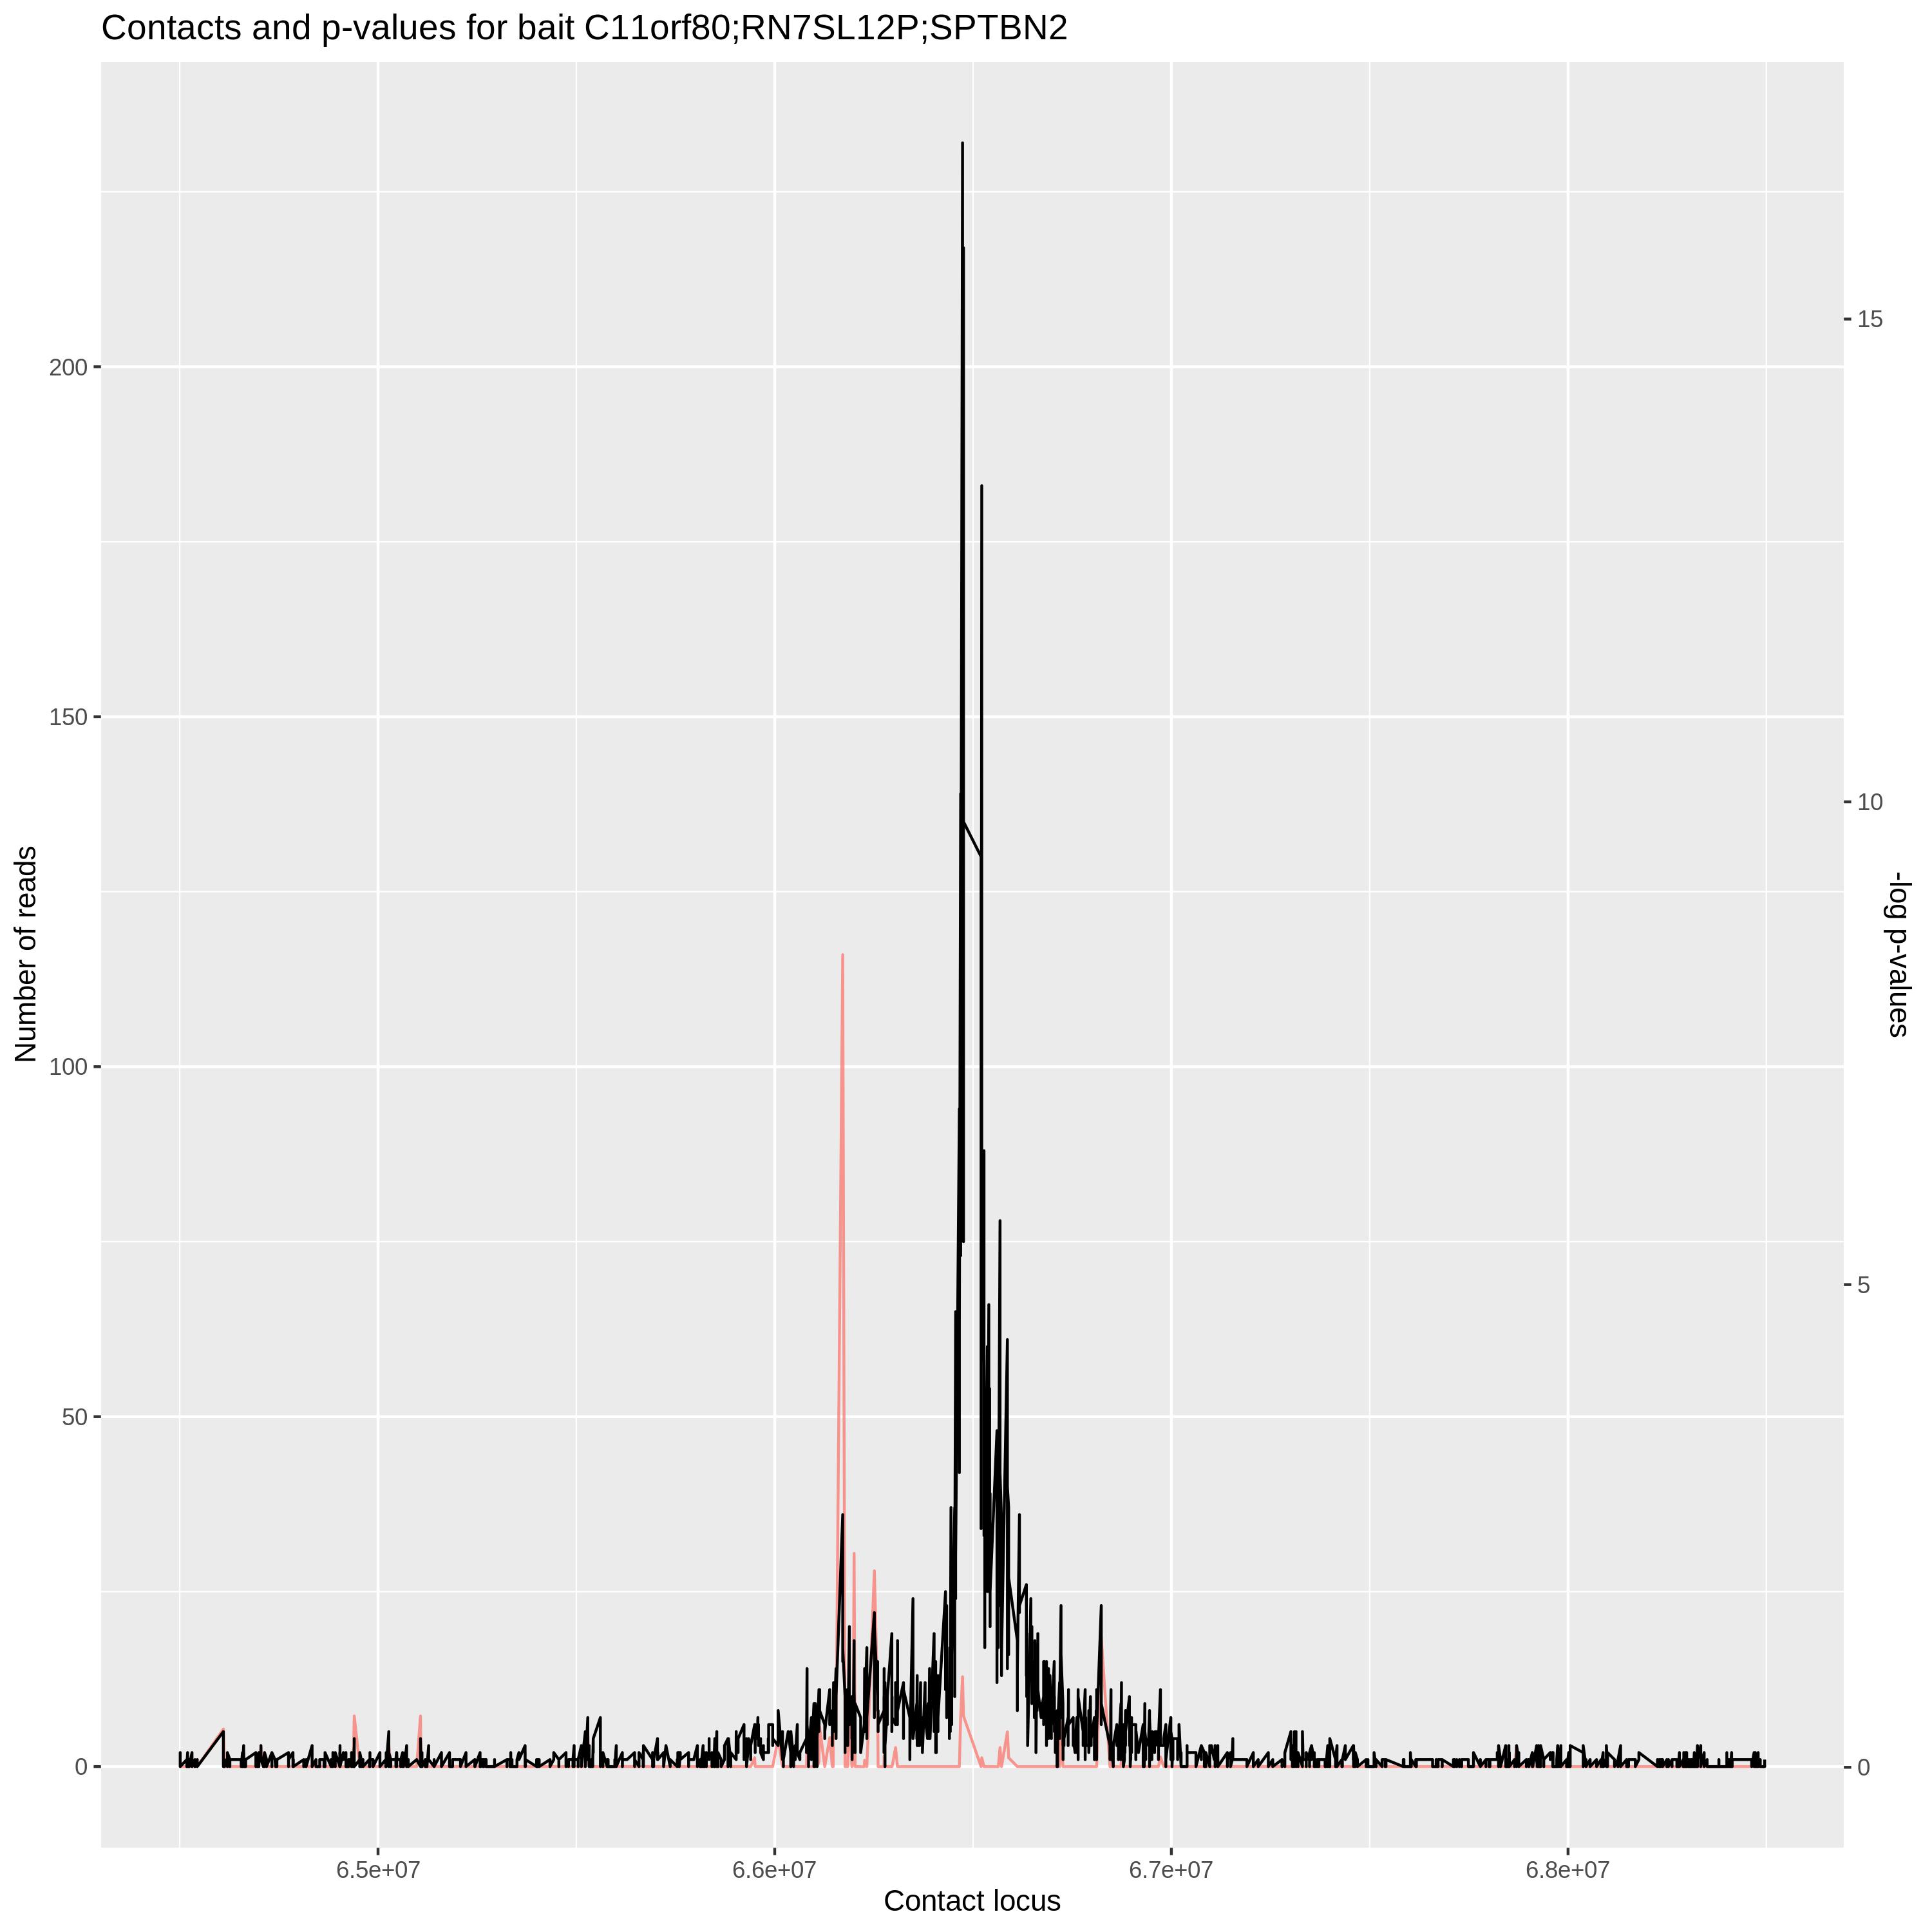 Contacts and p-values for bait C11orf80;RN7SL12P;SPTBN2
Number of reads
200
150
100
50
0
15
10
5
0
-log p-values
6.5e+07
6.6e+07
6.7e+07
6.8e+07
Contact locus